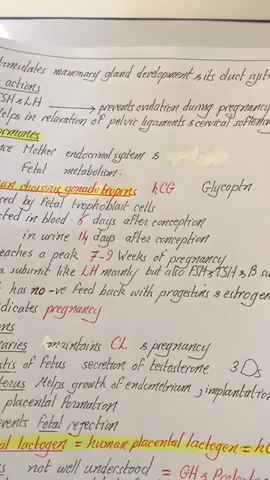 stimulates mammary gland development & its duct syst
actions
FSH & LH → prevents ovulation during pregnancy
Helps in relaxation of pelvic ligaments & cervical softening
hormones
Mother endocrinal system &
Fetal metabolism.
chorionic gonadotropins hCG Glycoptn
by Fetal trophoblast cells
in blood 6 days after conception
in urine 14 days after conception
reaches a peak 7-9 Weeks of pregnancy
α subunit like LH mainly but also FSH & TSH & B su
has no -ve feed back with progestins & estrogen
indicates pregnancy
maintains CL & pregnancy
of Fetus secretion of testosterone 3 Ds
Helps growth of endometrium, implantation
placental formation
prevents Fetal rejection
lactogen = human placental lactogen = h
not well understood = GH &